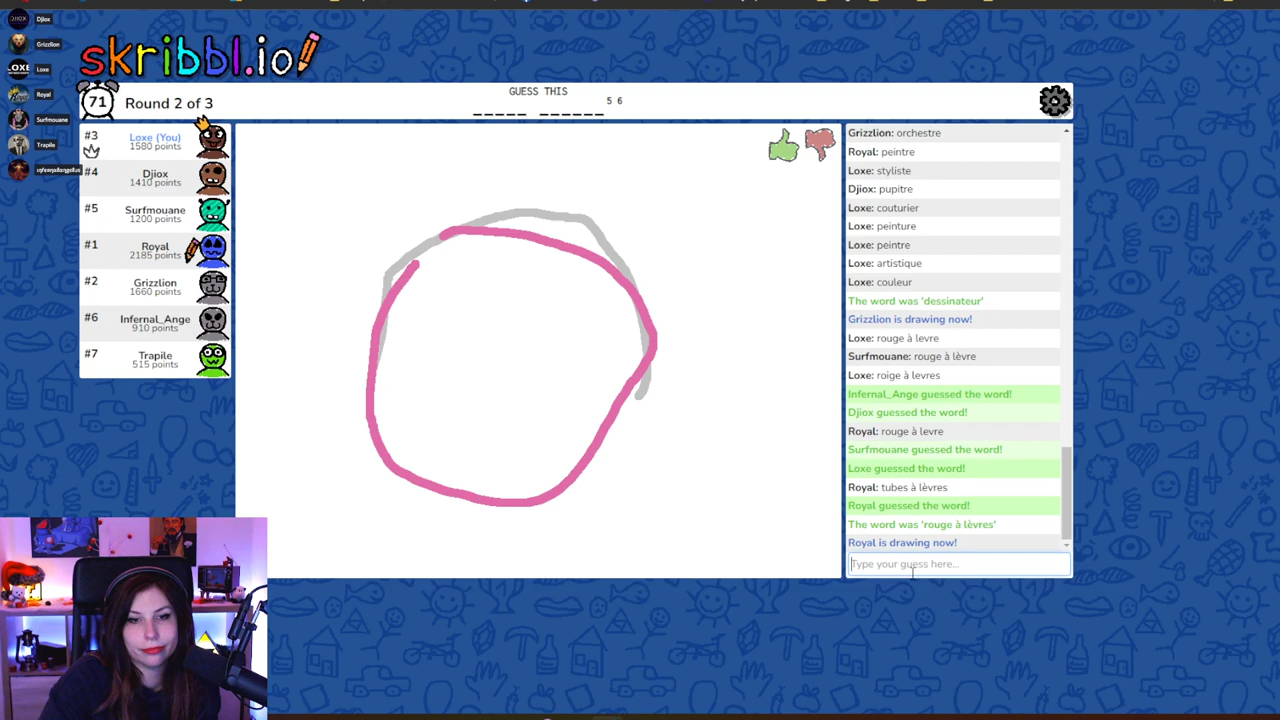 Djiox
Grizzlion
LOXE
Loxe
Royal
Surfmouane
Trapile
infernaliangelus
skribbl.io
71
Round 2 of 3
GUESS THIS
_____ ______ 5 6
#3
Loxe (You)
1580 points
#4
Djiox
1410 points
#5
Surfmouane
1200 points
#1
Royal
2185 points
#2
Grizzlion
1660 points
#6
Infernal_Ange
910 points
#7
Trapile
515 points
Grizzlion: orchestre
Royal: peintre
Loxe: styliste
Djiox: pupitre
Loxe: couturier
Loxe: peinture
Loxe: peintre
Loxe: artistique
Loxe: couleur
The word was 'dessinateur'
Grizzlion is drawing now!
Loxe: rouge à levre
Surfmouane: rouge à lèvre
Loxe: roige à levres
Infernal_Ange guessed the word!
Djiox guessed the word!
Royal: rouge à levre
Surfmouane guessed the word!
Loxe guessed the word!
Royal: tubes à lèvres
Royal guessed the word!
The word was 'rouge à lèvres'
Royal is drawing now!
Type your guess here...